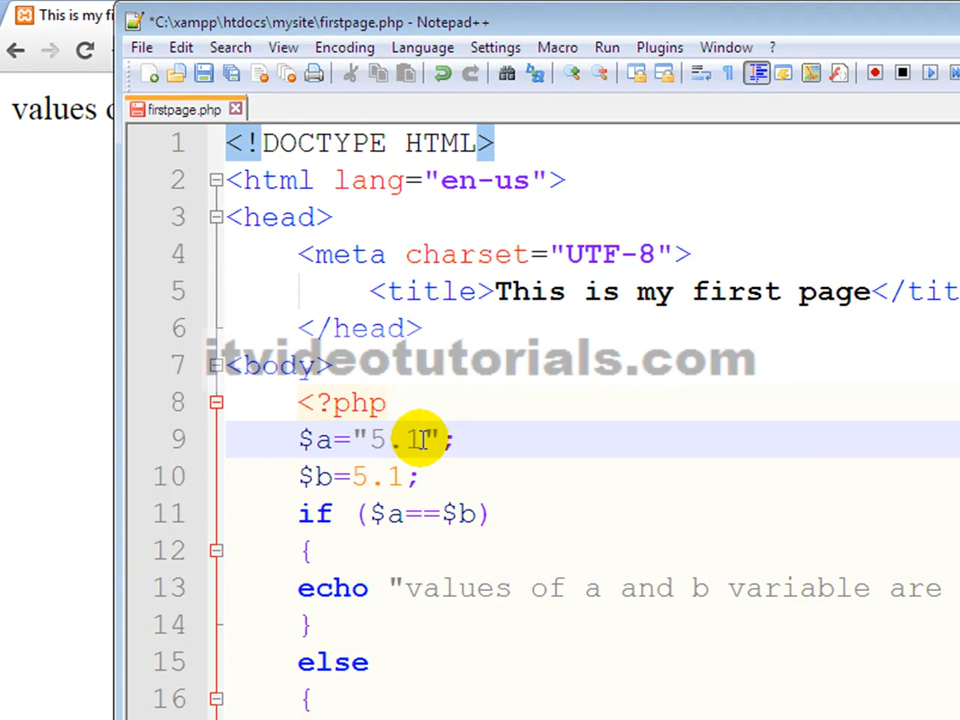 This is my fi
*C:\xampp\htdocs\mysite\firstpage.php - Notepad++
File Edit Search View Encoding Language Settings Macro Run Plugins Window ?
firstpage.php
values
1 <!DOCTYPE HTML>
2 <html lang="en-us">
3 <head>
4 <meta charset="UTF-8">
5 <title>This is my first page</tit
6 </head>
itvideotutorials.com
7 <body>
8 <?php
9 $a="5.1";
10 $b=5.1;
11 if ($a==$b)
12 {
13 echo "values of a and b variable are
14 }
15 else
16 {